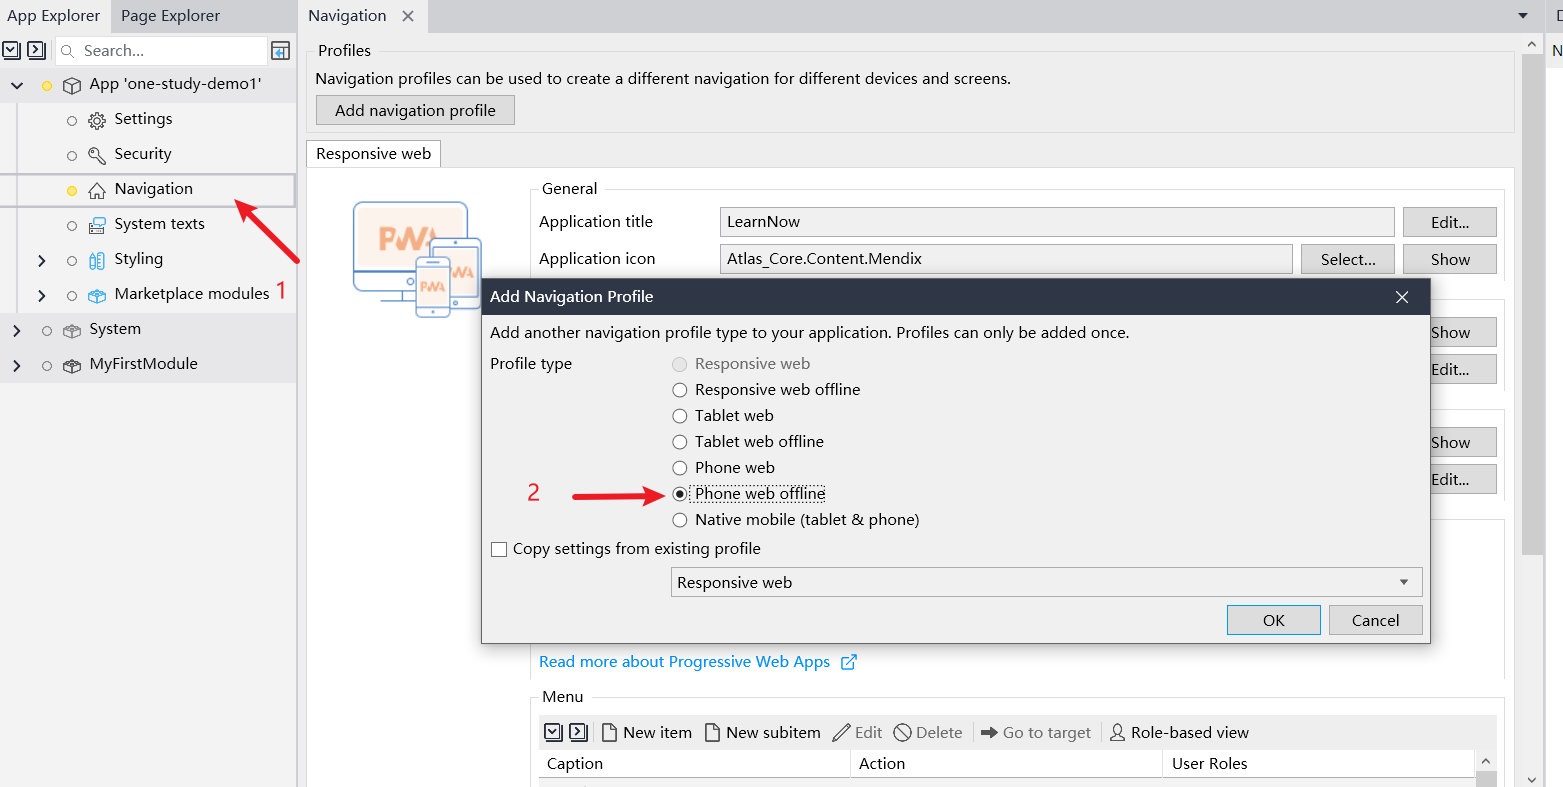 App Explorer Page Explorer
Search...
App 'one-study-demo1'
Settings
Security
Navigation
System texts
Styling
Marketplace modules 1
System
MyFirstModule
Navigation
Profiles
Navigation profiles can be used to create a different navigation for different devices and screens.
Add navigation profile
Responsive web
PWA
WA
PWA
General
Application title LearnNow Edit...
Application icon Atlas_Core.Content.Mendix Select... Show
Show
Edit...
Show
Edit...
Add Navigation Profile
Add another navigation profile type to your application. Profiles can only be added once.
Profile type
Responsive web
Responsive web offline
Tablet web
Tablet web offline
Phone web
2 Phone web offline
Native mobile (tablet & phone)
Copy settings from existing profile
Responsive web
OK Cancel
Read more about Progressive Web Apps
Menu
New item New subitem Edit Delete Go to target Role-based view
Caption Action User Roles